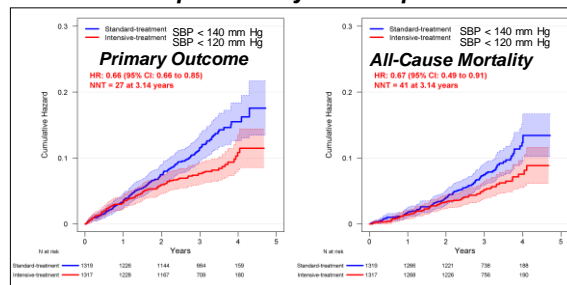 Standard-treatment SBP < 140 mm Hg
Intensive-treatment SBP < 120 mm Hg
Primary Outcome
HR: 0.66 (95% CI: 0.66 to 0.85)
NNT = 27 at 3.14 years
Cumulative Hazard
0.3
0.2
0.1
0
0 1 2 3 4 5
Years
N at risk
Standard-treatment 1319 1226 1144 664 159
Intensive-treatment 1317 1228 1167 709 180
Standard-treatment SBP < 140 mm Hg
Intensive-treatment SBP < 120 mm Hg
All-Cause Mortality
HR: 0.67 (95% CI: 0.49 to 0.91)
NNT = 41 at 3.14 years
Cumulative Hazard
0.3
0.2
0.1
0
0 1 2 3 4 5
Years
N at risk
Standard-treatment 1319 1266 1221 738 188
Intensive-treatment 1317 1268 1226 756 190